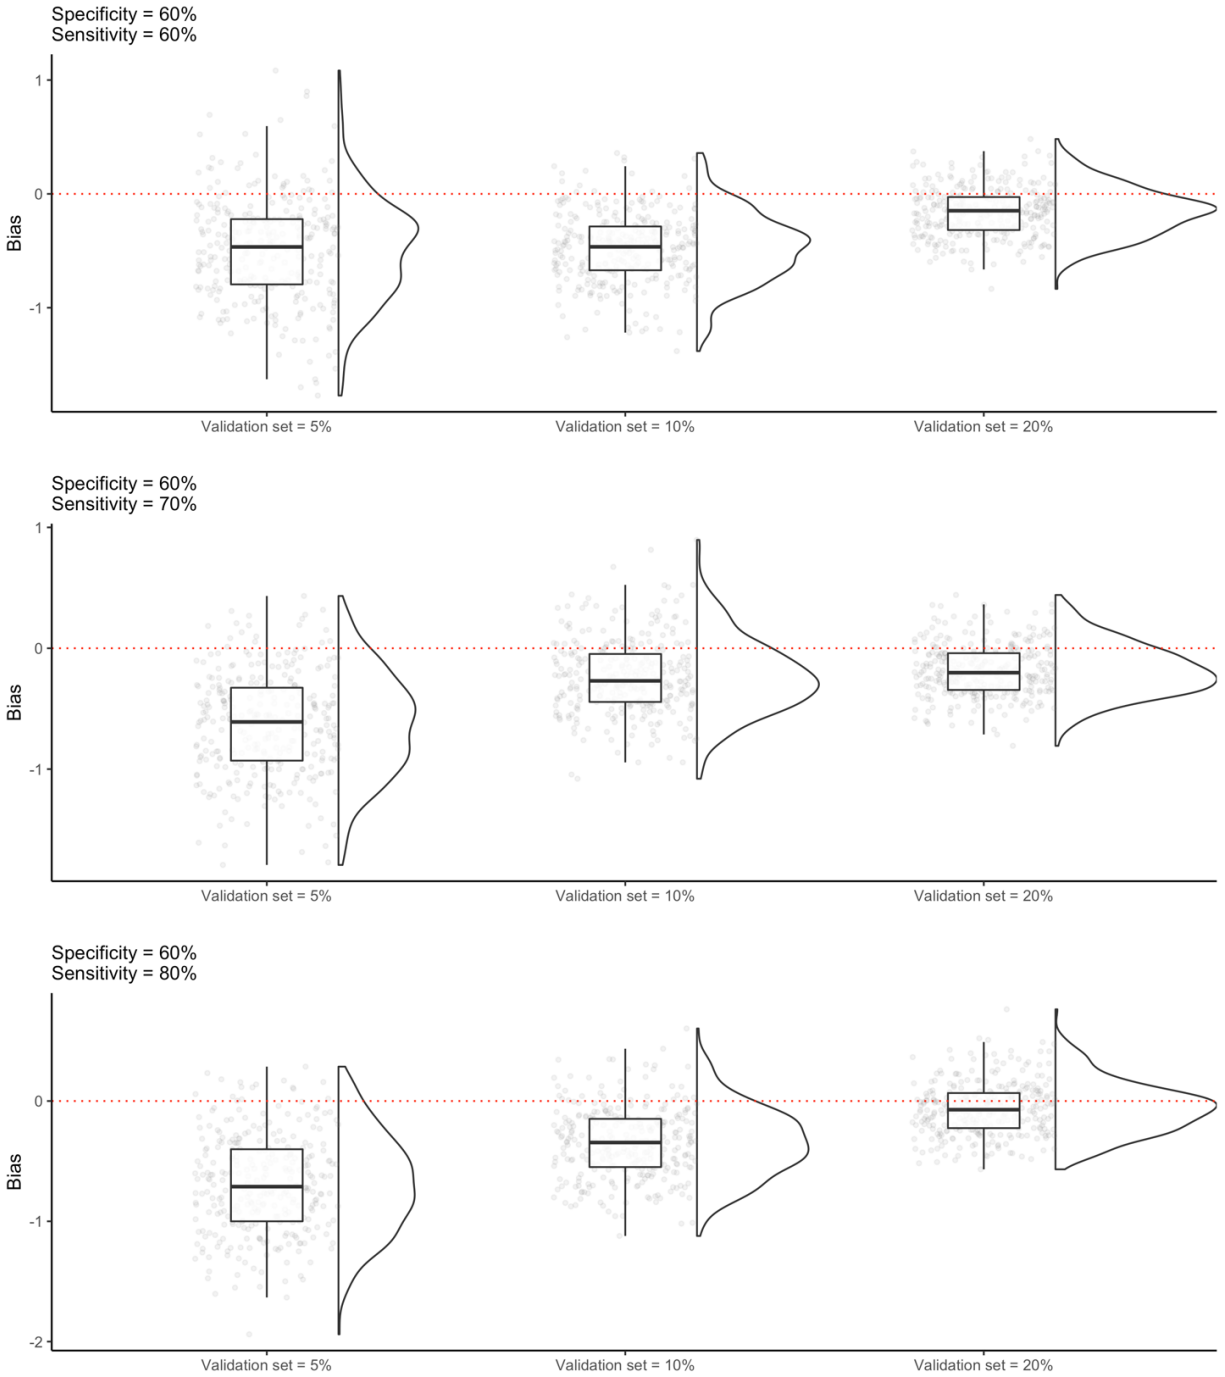 Specificity = 60%
Sensitivity = 60%
1
0
-1
Bias
Validation set = 5%
Validation set = 10%
Validation set = 20%
Specificity = 60%
Sensitivity = 70%
1
0
-1
Bias
Validation set = 5%
Validation set = 10%
Validation set = 20%
Specificity = 60%
Sensitivity = 80%
0
-1
-2
Bias
Validation set = 5%
Validation set = 10%
Validation set = 20%